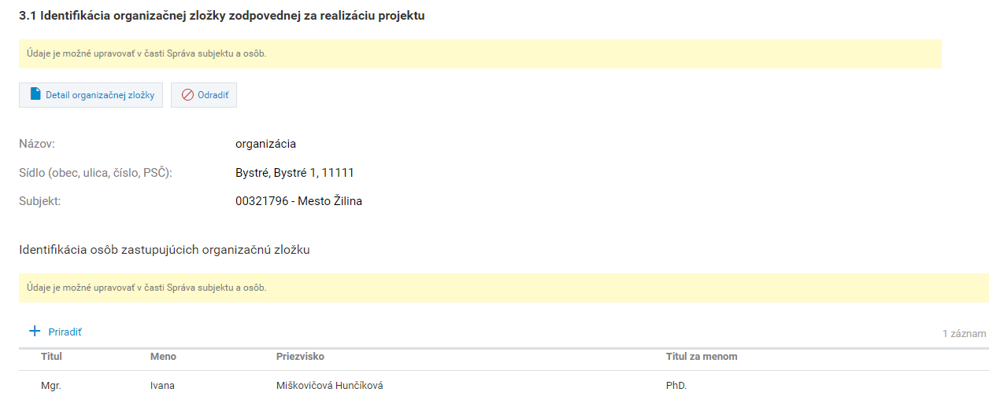 3.1 Identifikácia organizačnej zložky zodpovednej za realizáciu projektu
Údaje je možné upravovať v časti Správa subjektu a osôb.
Detail organizačnej zložky Odradiť
Názov: organizácia
Sídlo (obec, ulica, číslo, PSČ): Bystré, Bystré 1, 11111
Subjekt: 00321796 - Mesto Žilina
Identifikácia osôb zastupujúcich organizačnú zložku
Údaje je možné upravovať v časti Správa subjektu a osôb.
Priradiť 1 záznam
Titul Meno Priezvisko Titul za menom
Mgr. Ivana Miškovičová Hunčíková PhD.